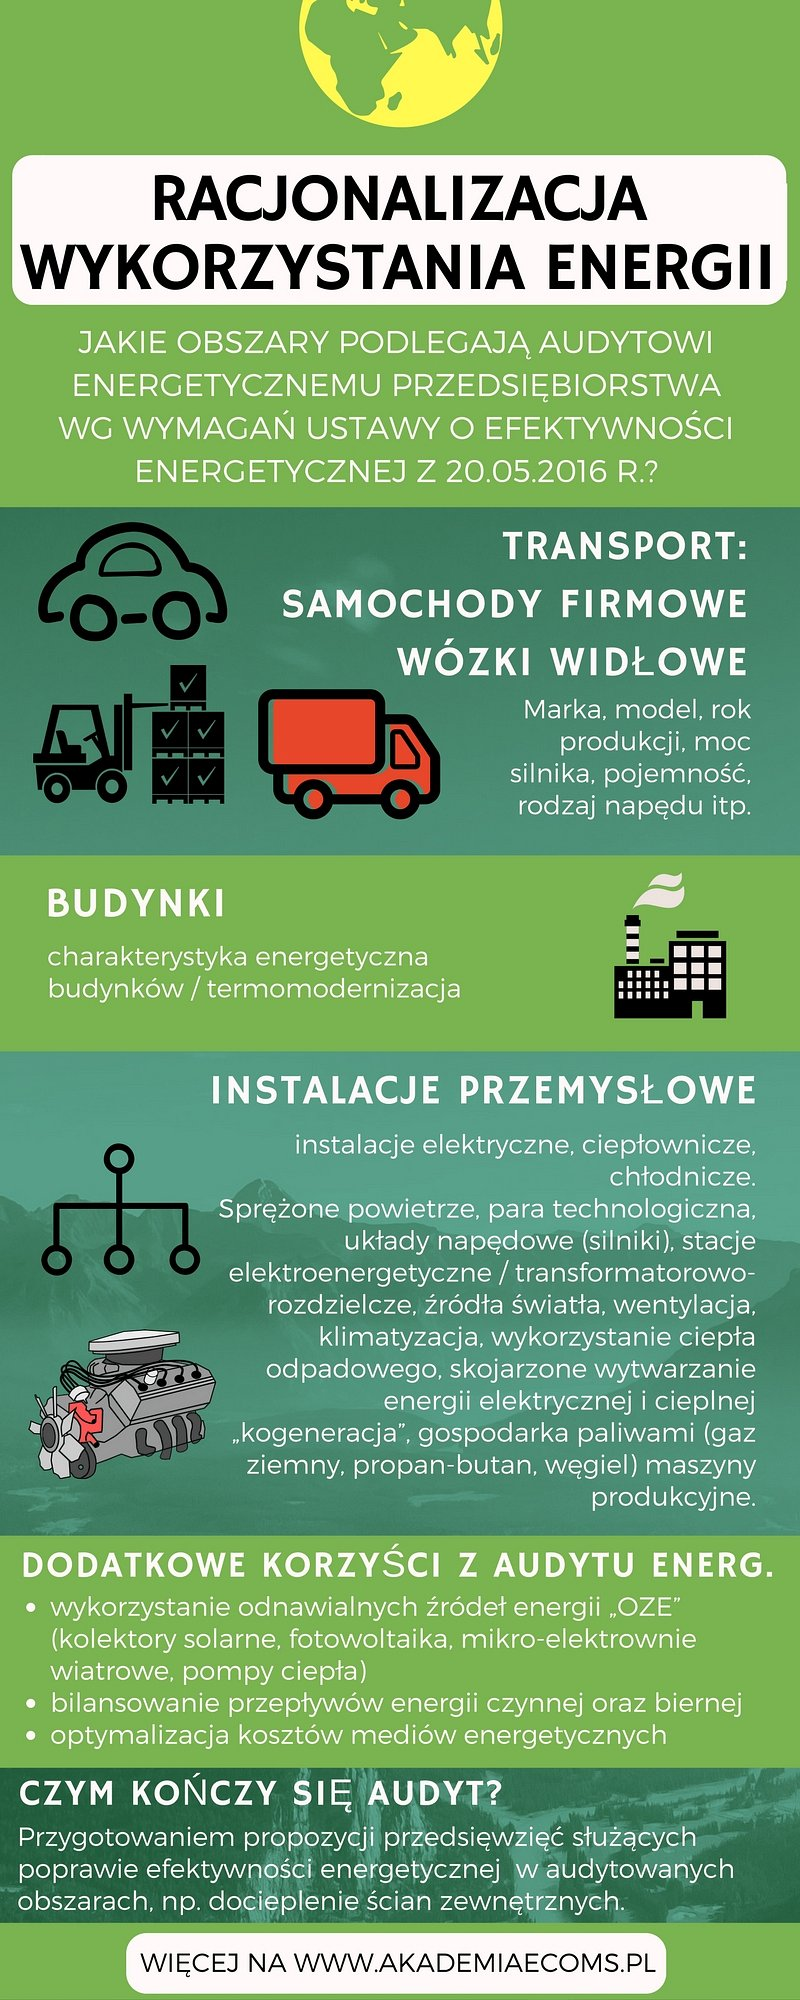 RACJONALIZACJA
WYKORZYSTANIA ENERGII
JAKIE OBSZARY PODLEGAJĄ AUDYTOWI
ENERGETYCZNEMU PRZEDSIĘBIORSTWA
WG WYMAGAŃ USTAWY O EFEKTYWNOŚCI
ENERGETYCZNEJ Z 20.05.2016 R.?
TRANSPORT:
SAMOCHODY FIRMOWE
WÓZKI WIDŁOWE
Marka, model, rok
produkcji, moc
silnika, pojemność,
rodzaj napędu itp.
BUDYNKI
charakterystyka energetyczna
budynków / termomodernizacja
INSTALACJE PRZEMYSŁOWE
instalacje elektryczne, ciepłownicze,
chłodnicze.
Sprężone powietrze, para technologiczna,
układy napędowe (silniki), stacje
elektroenergetyczne / transformatorowo-
rozdzielcze, źródła światła, wentylacja,
klimatyzacja, wykorzystanie ciepła
odpadowego, skojarzone wytwarzanie
energii elektrycznej i cieplnej
„kogeneracja”, gospodarka paliwami (gaz
ziemny, propan-butan, węgiel) maszyny
produkcyjne.
DODATKOWE KORZYŚCI Z AUDYTU ENERG.
• wykorzystanie odnawialnych źródeł energii „OZE”
(kolektory solarne, fotowoltaika, mikro-elektrownie
wiatrowe, pompy ciepła)
• bilansowanie przepływów energii czynnej oraz biernej
• optymalizacja kosztów mediów energetycznych
CZYM KOŃCZY SIĘ AUDYT?
Przygotowaniem propozycji przedsięwzięć służących
poprawie efektywności energetycznej w audytowanych
obszarach, np. docieplenie ścian zewnętrznych.
WIĘCEJ NA WWW.AKADEMIAECOMS.PL